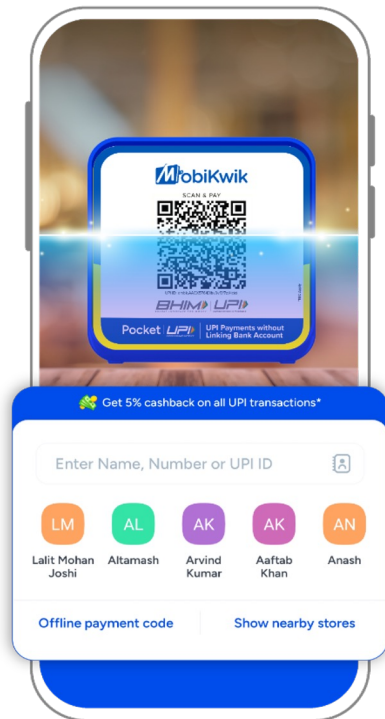 MobiKwik
SCAN & PAY
BHIM UPI
Pocket UPI UPI Payments without
Linking Bank Account
Get 5% cashback on all UPI transactions*
Enter Name, Number or UPI ID
LM AL AK AK AN
Lalit Mohan Joshi
Altamash
Arvind Kumar
Aaftab Khan
Anash
Offline payment code
Show nearby stores